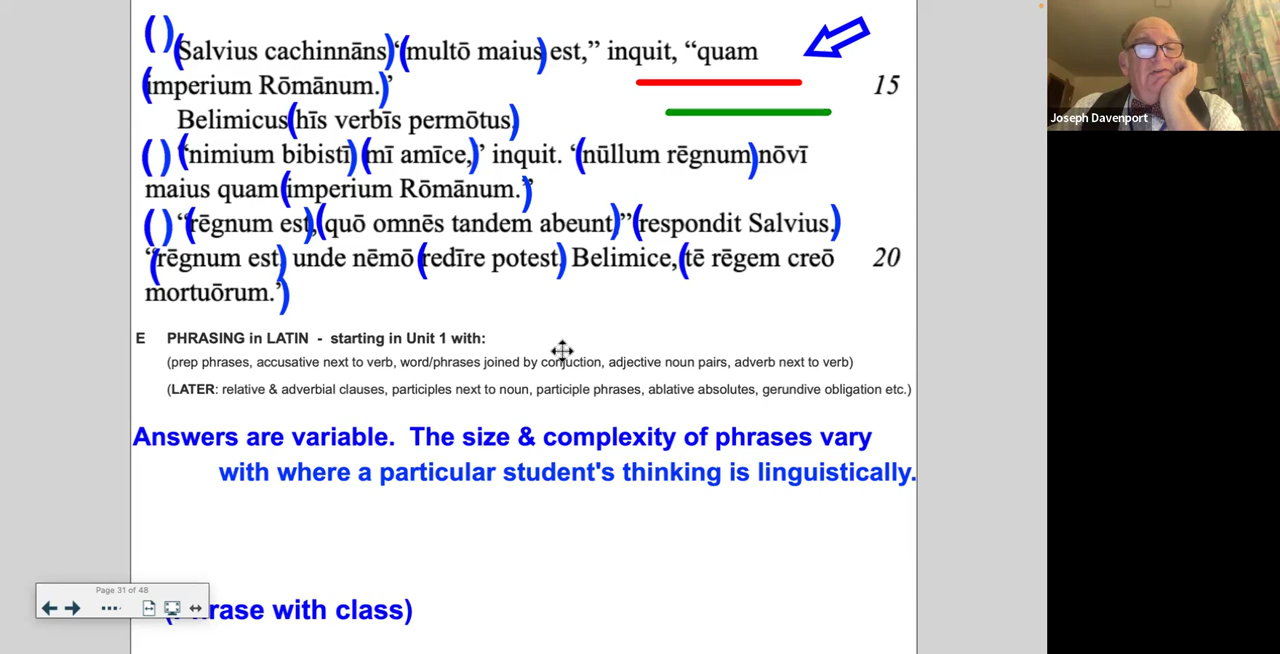 ( )
(Salvius cachinnāns) “(multō maius) est,” inquit, “quam
(imperium Rōmānum.)” 15
Belimicus (hīs verbīs permōtus,)
( ) (“nimium bibistī,) (mī amīce,)” inquit. “(nūllum rēgnum) nōvī
maius quam (imperium Rōmānum.”)
( ) “(rēgnum est,) (quō omnēs tandem abeunt)” (respondit Salvius.)
“(rēgnum est) unde nēmō (redīre potest.) Belimice, (tē rēgem creō 20
mortuōrum.”)
E PHRASING in LATIN - starting in Unit 1 with:
(prep phrases, accusative next to verb, word/phrases joined by conjuction, adjective noun pairs, adverb next to verb)
(LATER: relative & adverbial clauses, participles next to noun, participle phrases, ablative absolutes, gerundive obligation etc.)
Answers are variable. The size & complexity of phrases vary
with where a particular student's thinking is linguistically.
Page 31 of 48
rase with class)
Joseph Davenport